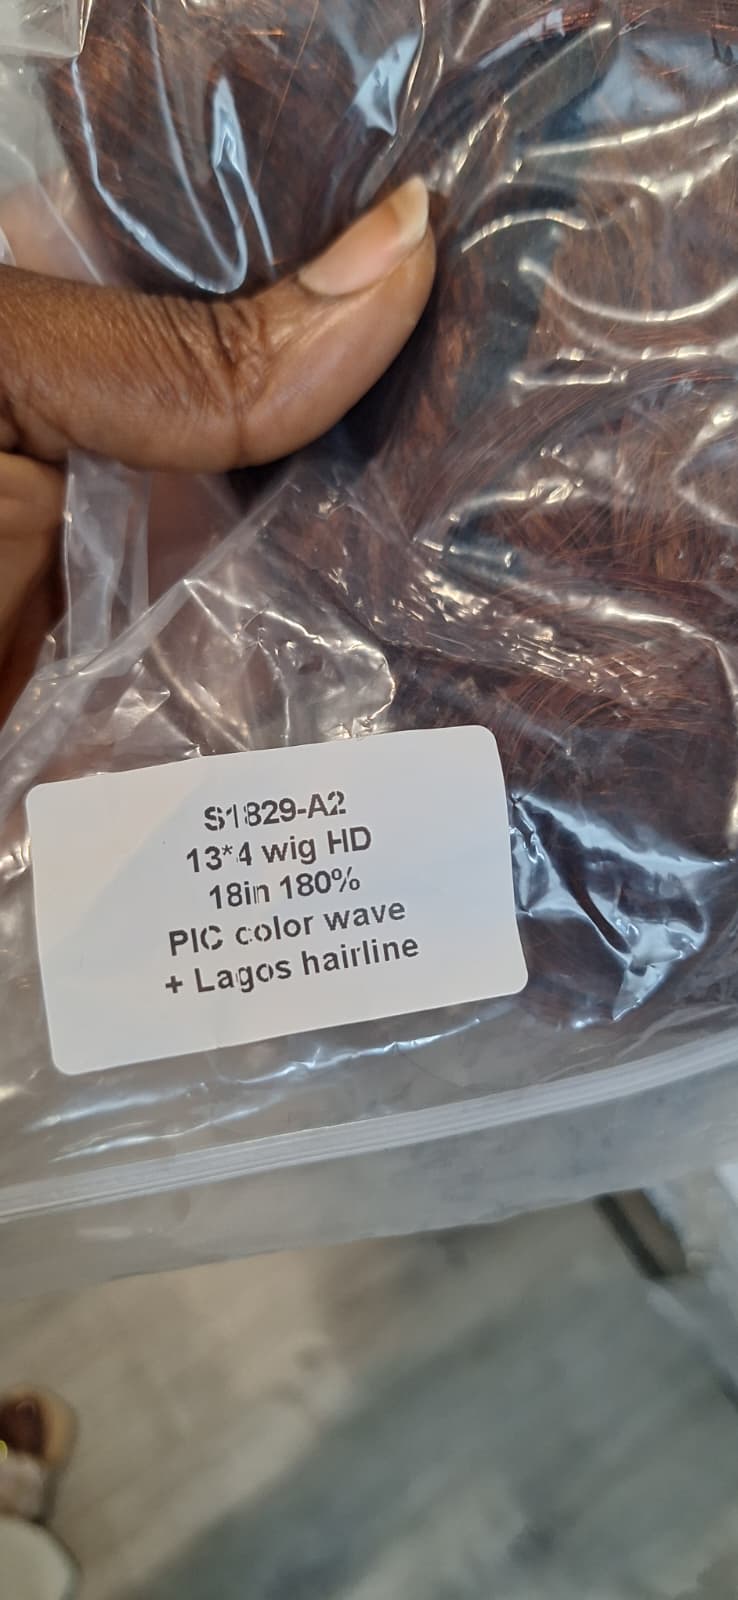 S1829-A2
13*4 wig HD
18in 180%
PIC color wave
+ Lagos hairline